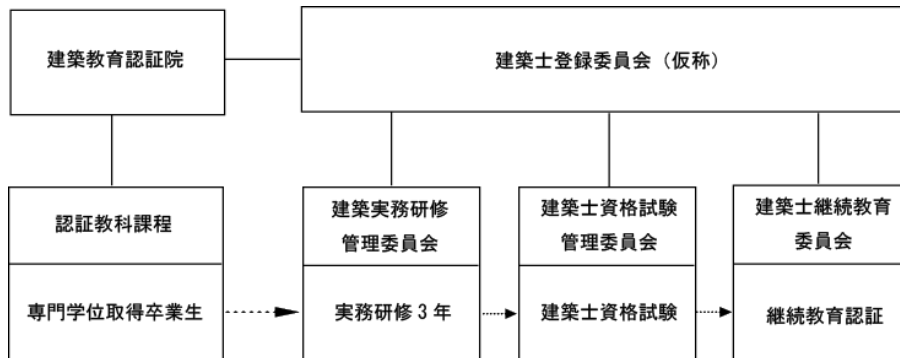 建築教育認証院
建築士登録委員会（仮称）
認証教科課程
専門学位取得卒業生
建築実務研修
管理委員会
実務研修３年
建築士資格試験
管理委員会
建築士資格試験
建築士継続教育
委員会
継続教育認証